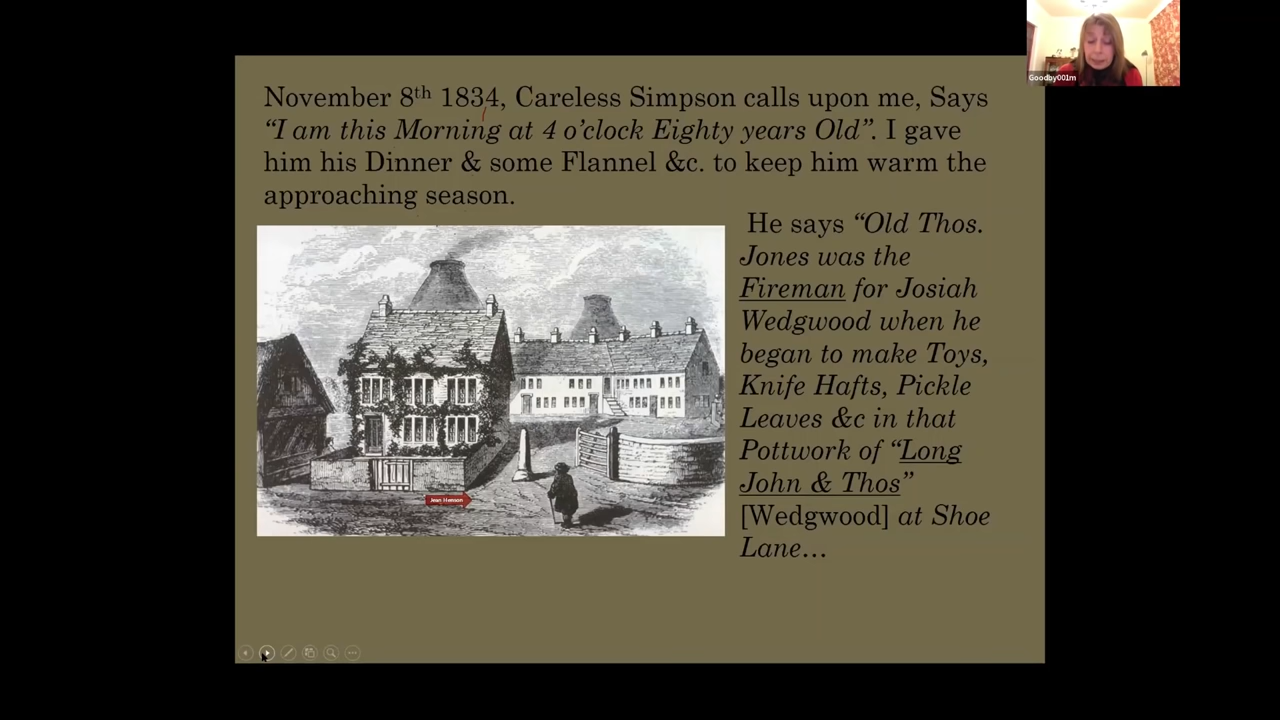 November 8th 1834, Careless Simpson calls upon me, Says
“I am this Morning at 4 o’clock Eighty years Old”. I gave
him his Dinner & some Flannel &c. to keep him warm the
approaching season.
He says “Old Thos.
Jones was the
Fireman for Josiah
Wedgwood when he
began to make Toys,
Knife Hafts, Pickle
Leaves &c in that
Pottwork of “Long
John & Thos”
[Wedgwood] at Shoe
Lane…
Jean Henson
Goodby001m